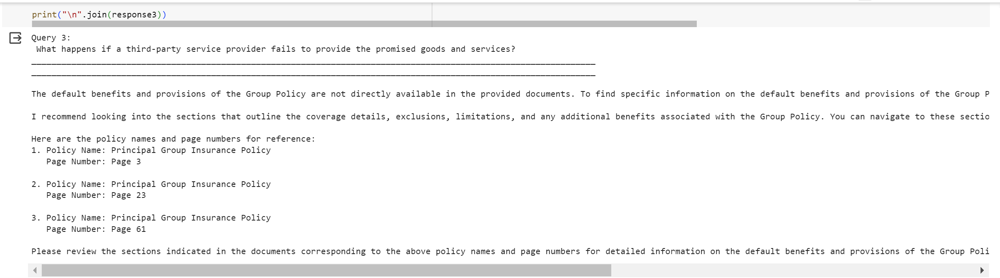 print("\n".join(response3))
Query 3:
What happens if a third-party service provider fails to provide the promised goods and services?
The default benefits and provisions of the Group Policy are not directly available in the provided documents. To find specific information on the default benefits and provisions of the Group P
I recommend looking into the sections that outline the coverage details, exclusions, limitations, and any additional benefits associated with the Group Policy. You can navigate to these sectio
Here are the policy names and page numbers for reference:
1. Policy Name: Principal Group Insurance Policy
Page Number: Page 3
2. Policy Name: Principal Group Insurance Policy
Page Number: Page 23
3. Policy Name: Principal Group Insurance Policy
Page Number: Page 61
Please review the sections indicated in the documents corresponding to the above policy names and page numbers for detailed information on the default benefits and provisions of the Group Poli